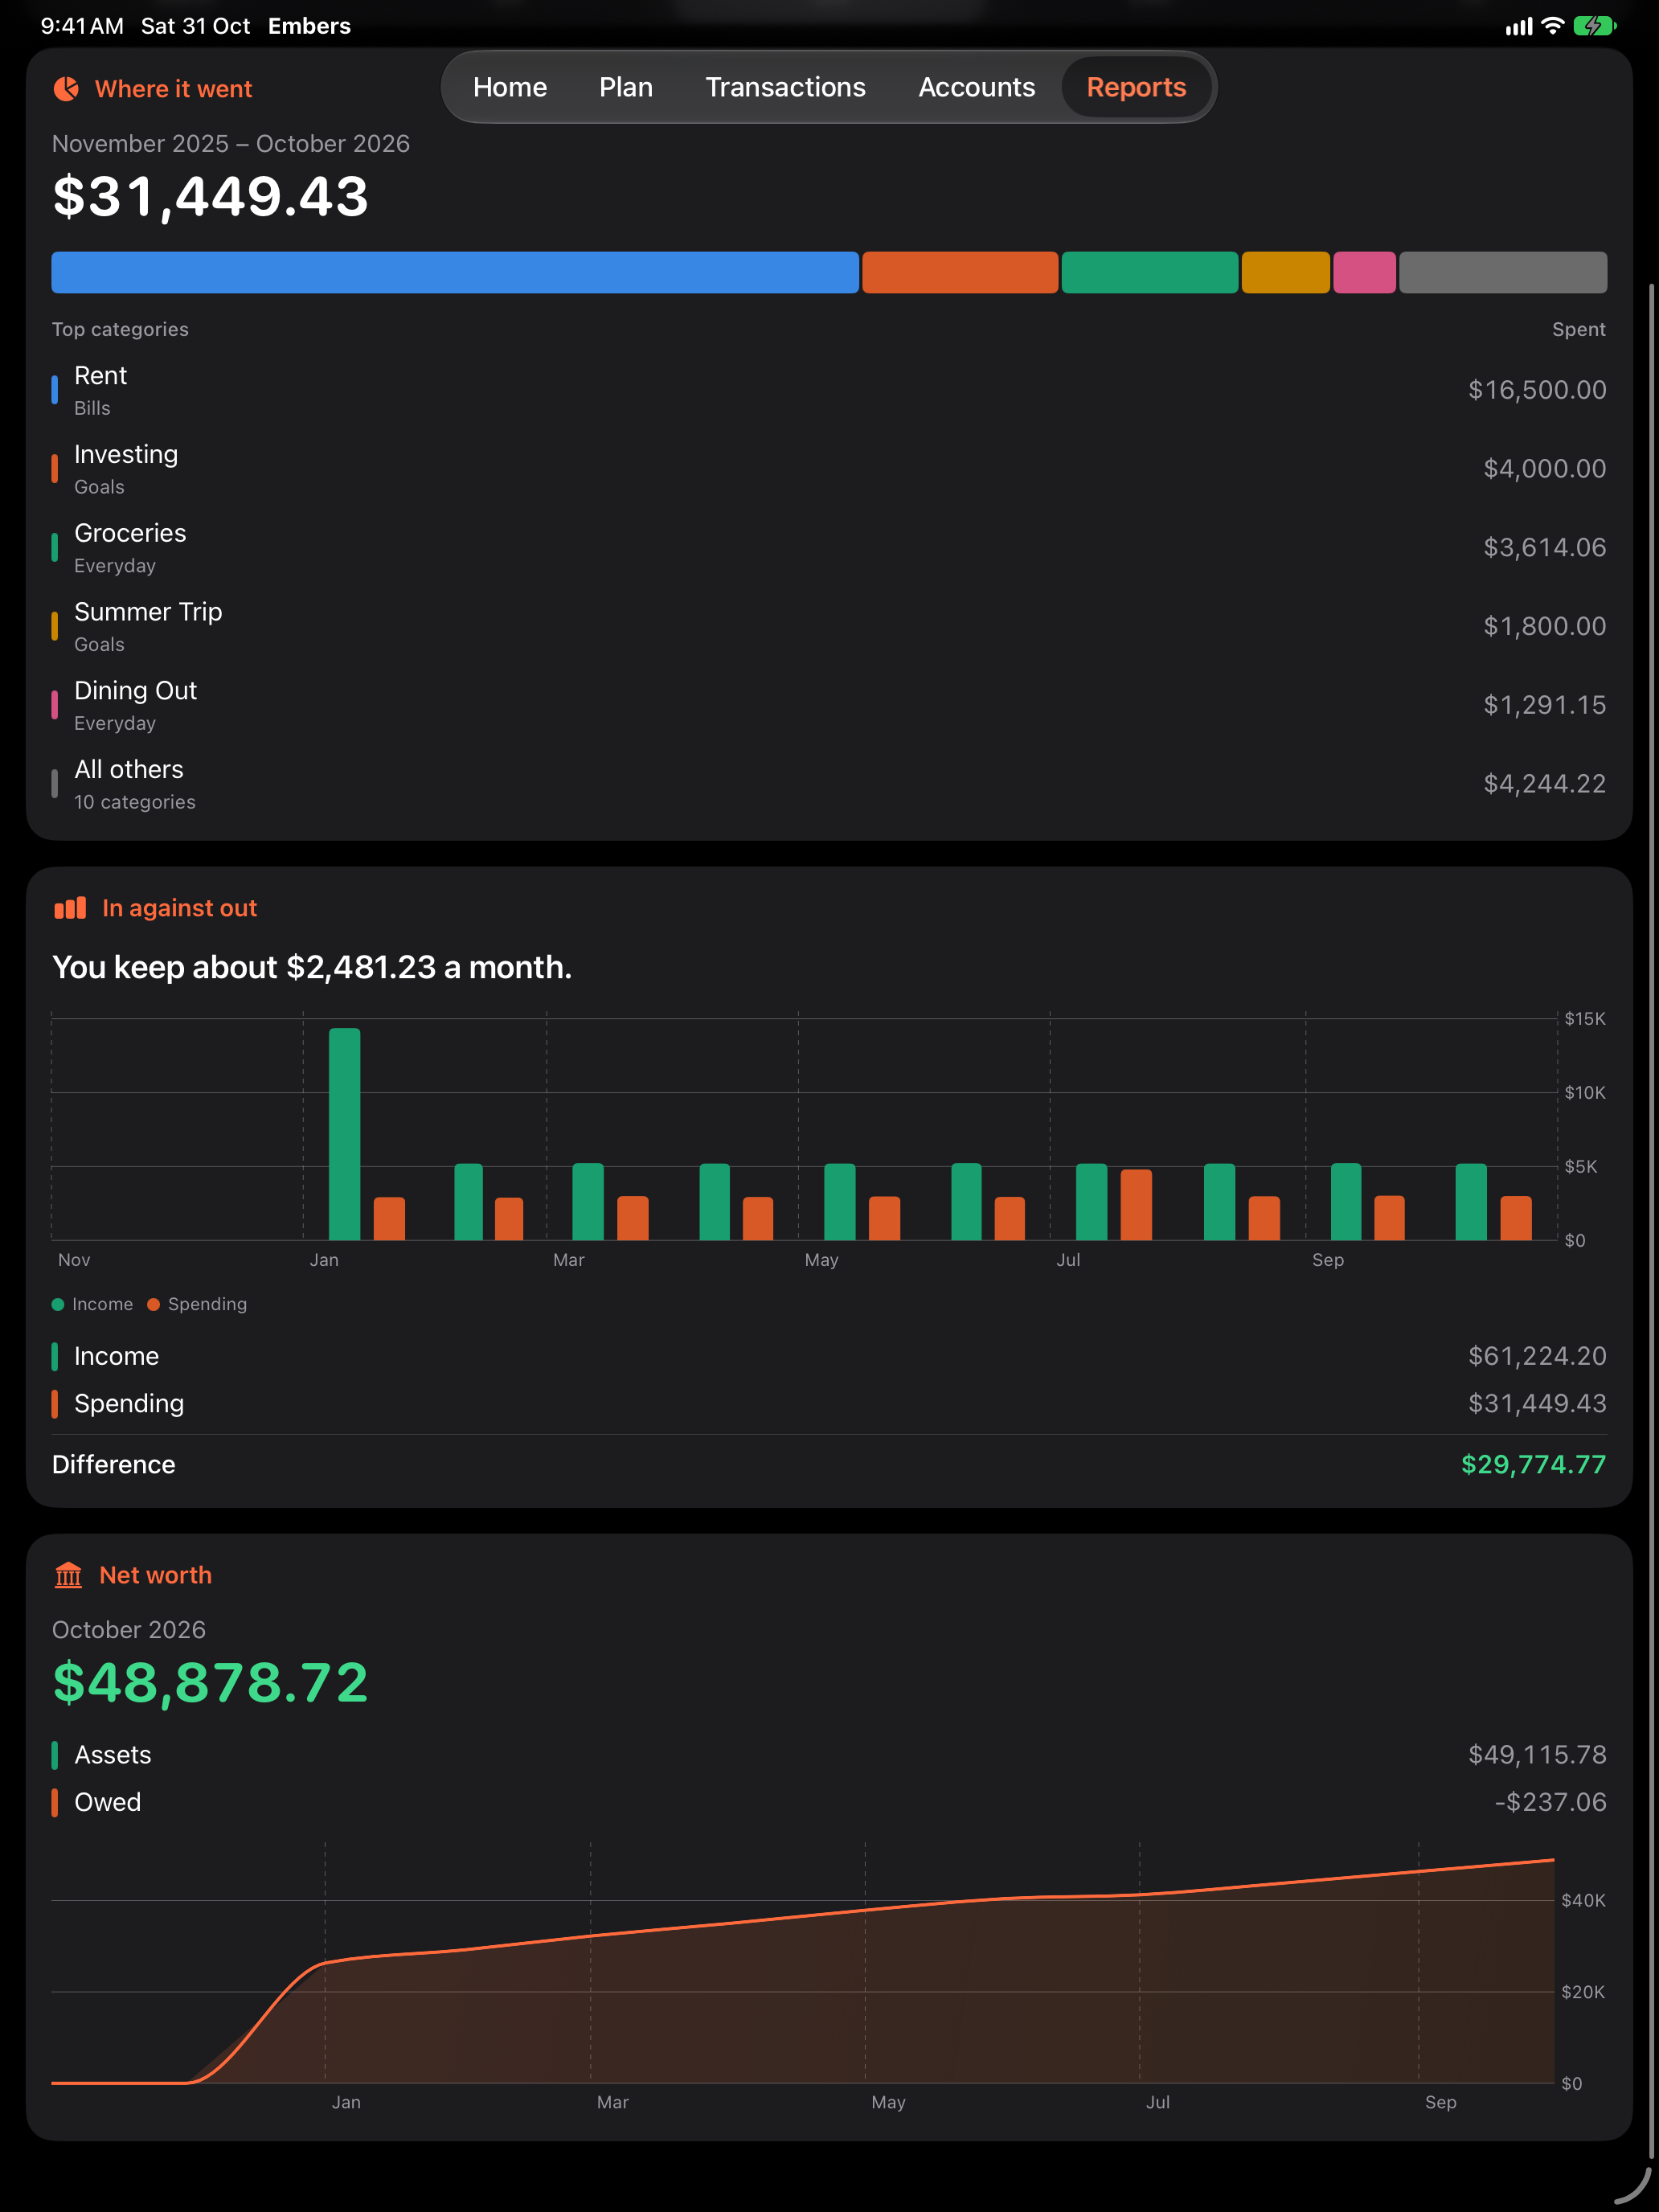 9:41 AM Sat 31 Oct Embers
Home Plan Transactions Accounts Reports
Where it went
November 2025 – October 2026
$31,449.43
Top categories Spent
Rent
Bills
$16,500.00
Investing
Goals
$4,000.00
Groceries
Everyday
$3,614.06
Summer Trip
Goals
$1,800.00
Dining Out
Everyday
$1,291.15
All others
10 categories
$4,244.22
In against out
You keep about $2,481.23 a month.
$15K
$10K
$5K
$0
Nov Jan Mar May Jul Sep
Income Spending
Income $61,224.20
Spending $31,449.43
Difference $29,774.77
Net worth
October 2026
$48,878.72
Assets $49,115.78
Owed -$237.06
$40K
$20K
$0
Jan Mar May Jul Sep